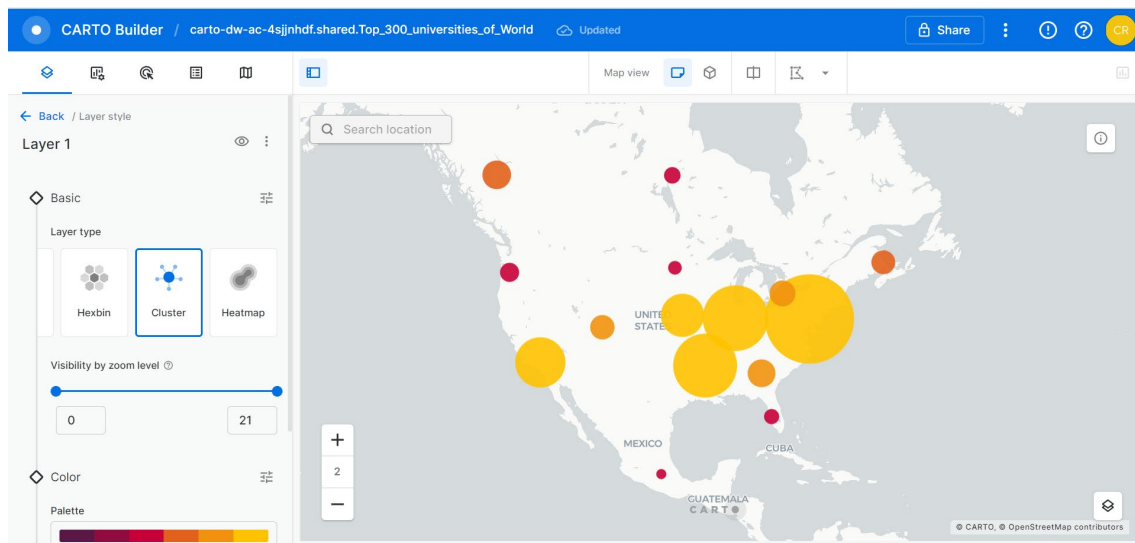 CARTO Builder / carto-dw-ac-4sjjnhdf.shared.Top_300_universities_of_World Updated Share CR
Map view
Back / Layer style
Layer 1
Basic
Layer type
Hexbin Cluster Heatmap
Visibility by zoom level
0 21
Color
Palette
Search location
UNITED
STATE
MEXICO
CUBA
GUATEMALA
CARTO
+
2
−
© CARTO, © OpenStreetMap contributors